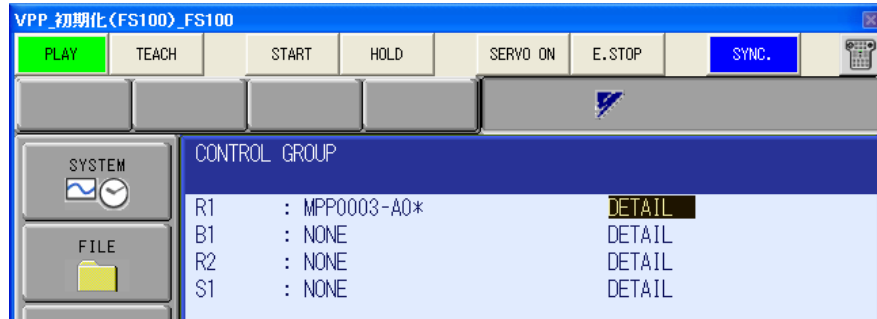 VPP_初期化(FS100)_FS100
PLAY TEACH START HOLD SERVO ON E.STOP SYNC.
SYSTEM
FILE
CONTROL GROUP
R1 : MPP0003-A0* DETAIL
B1 : NONE DETAIL
R2 : NONE DETAIL
S1 : NONE DETAIL